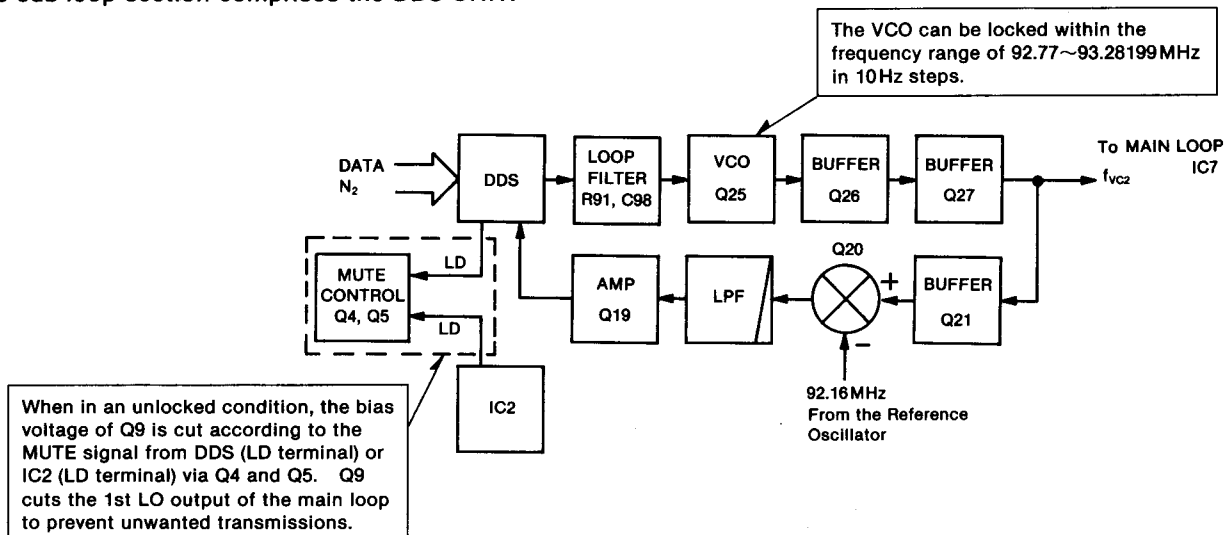 The VCO can be locked within the
frequency range of 92.77~93.28199MHz
in 10Hz steps.
DATA
N₂
DDS
LOOP
FILTER
R91, C98
VCO
Q25
BUFFER
Q26
BUFFER
Q27
To MAIN LOOP
IC7
fVC2
MUTE
CONTROL
Q4, Q5
LD
LD
AMP
Q19
LPF
Q20
+
−
BUFFER
Q21
IC2
92.16MHz
From the Reference
Oscillator
When in an unlocked condition, the bias
voltage of Q9 is cut according to the
MUTE signal from DDS (LD terminal) or
IC2 (LD terminal) via Q4 and Q5. Q9
cuts the 1st LO output of the main loop
to prevent unwanted transmissions.